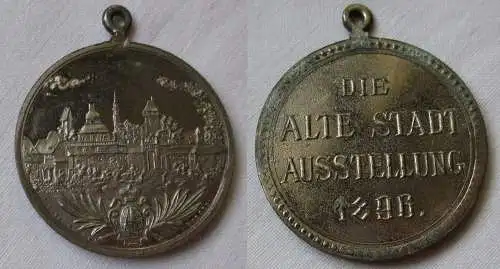 DIE
ALTE STADT
AUSSTELLUNG
1896.